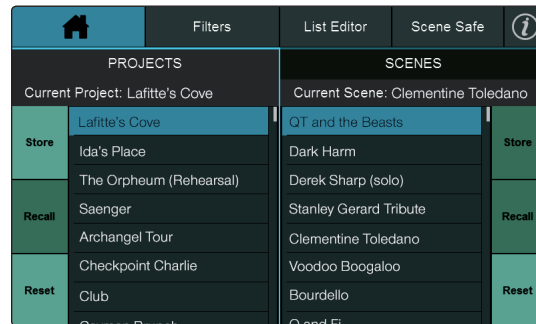 Filters
List Editor
Scene Safe
i
PROJECTS
SCENES
Current Project: Lafitte's Cove
Current Scene: Clementine Toledano
Store
Recall
Reset
Lafitte's Cove
Ida's Place
The Orpheum (Rehearsal)
Saenger
Archangel Tour
Checkpoint Charlie
Club
QT and the Beasts
Dark Harm
Derek Sharp (solo)
Stanley Gerard Tribute
Clementine Toledano
Voodoo Boogaloo
Bourdello
Store
Recall
Reset